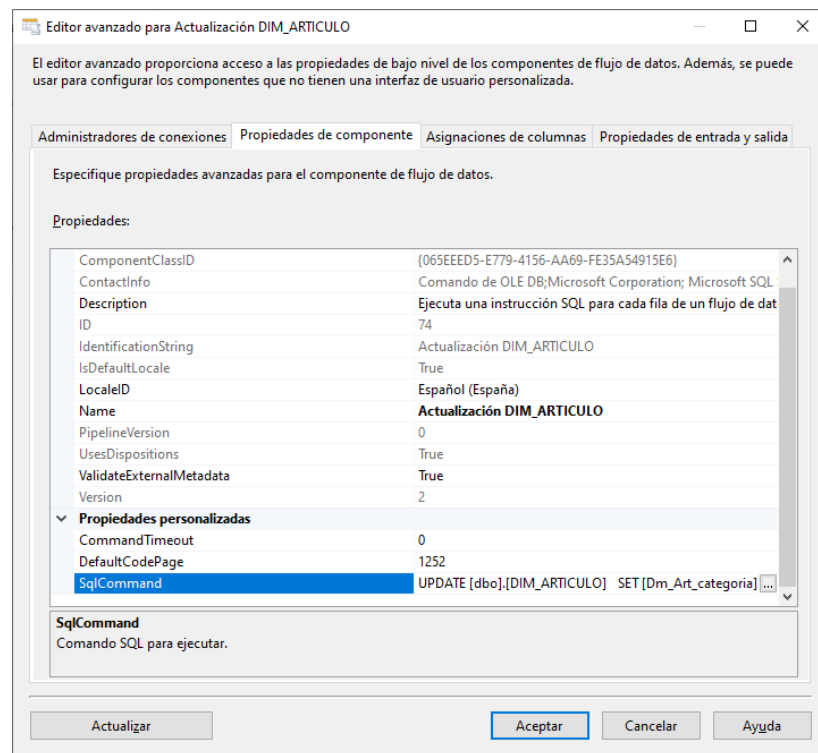 Editor avanzado para Actualización DIM_ARTICULO
El editor avanzado proporciona acceso a las propiedades de bajo nivel de los componentes de flujo de datos. Además, se puede
usar para configurar los componentes que no tienen una interfaz de usuario personalizada.
Administradores de conexiones Propiedades de componente Asignaciones de columnas Propiedades de entrada y salida
Especifique propiedades avanzadas para el componente de flujo de datos.
Propiedades:
ComponentClassID {065EEED5-E779-4156-AA69-FE35A54915E6}
ContactInfo Comando de OLE DB;Microsoft Corporation; Microsoft SQL
Description Ejecuta una instrucción SQL para cada fila de un flujo de dat
ID 74
IdentificationString Actualización DIM_ARTICULO
IsDefaultLocale True
LocaleID Español (España)
Name Actualización DIM_ARTICULO
PipelineVersion 0
UsesDispositions True
ValidateExternalMetadata True
Version 2
Propiedades personalizadas
CommandTimeout 0
DefaultCodePage 1252
SqlCommand UPDATE [dbo].[DIM_ARTICULO] SET [Dm_Art_categoria] ...
SqlCommand
Comando SQL para ejecutar.
Actualizar Aceptar Cancelar Ayuda